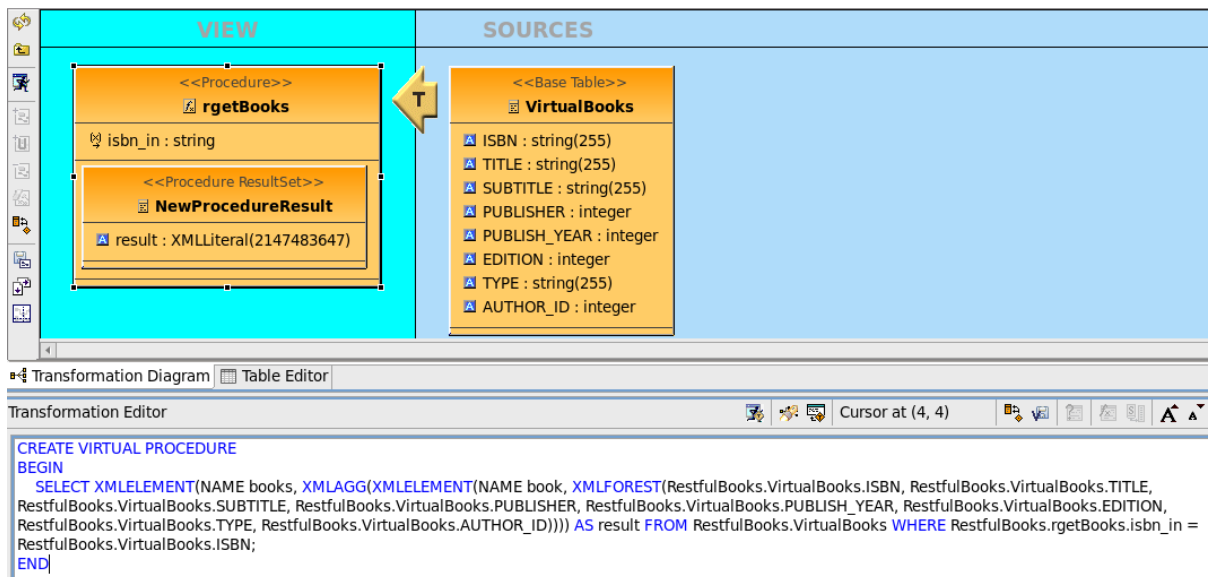 VIEW
SOURCES
<<Procedure>>
rgetBooks
isbn_in : string
<<Procedure ResultSet>>
NewProcedureResult
result : XMLLiteral(2147483647)
T
<<Base Table>>
VirtualBooks
ISBN : string(255)
TITLE : string(255)
SUBTITLE : string(255)
PUBLISHER : integer
PUBLISH_YEAR : integer
EDITION : integer
TYPE : string(255)
AUTHOR_ID : integer
Transformation Diagram
Table Editor
Transformation Editor
Cursor at (4, 4)
CREATE VIRTUAL PROCEDURE
BEGIN
SELECT XMLELEMENT(NAME books, XMLAGG(XMLELEMENT(NAME book, XMLFOREST(RestfulBooks.VirtualBooks.ISBN, RestfulBooks.VirtualBooks.TITLE,
RestfulBooks.VirtualBooks.SUBTITLE, RestfulBooks.VirtualBooks.PUBLISHER, RestfulBooks.VirtualBooks.PUBLISH_YEAR, RestfulBooks.VirtualBooks.EDITION,
RestfulBooks.VirtualBooks.TYPE, RestfulBooks.VirtualBooks.AUTHOR_ID)))) AS result FROM RestfulBooks.VirtualBooks WHERE RestfulBooks.rgetBooks.isbn_in =
RestfulBooks.VirtualBooks.ISBN;
END